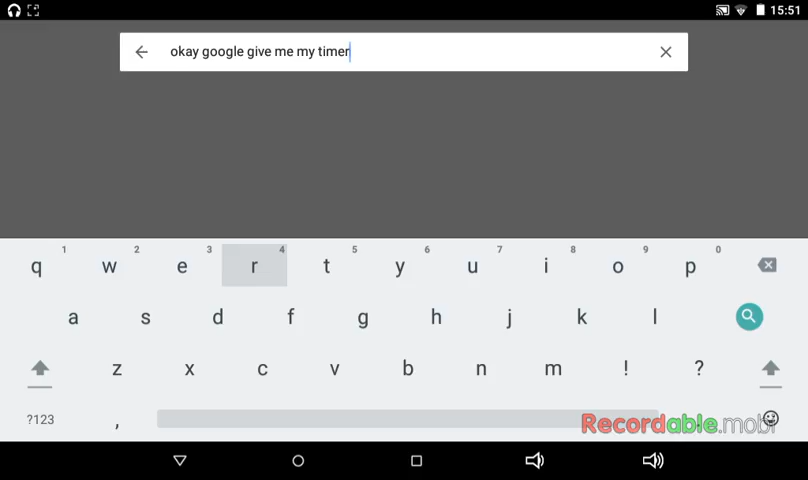 15:51
okay google give me my timer
1 2 3 4 5 6 7 8 9 0
q w e r t y u i o p
a s d f g h j k l
z x c v b n m ! ?
?123 , .
Recordable.mobi